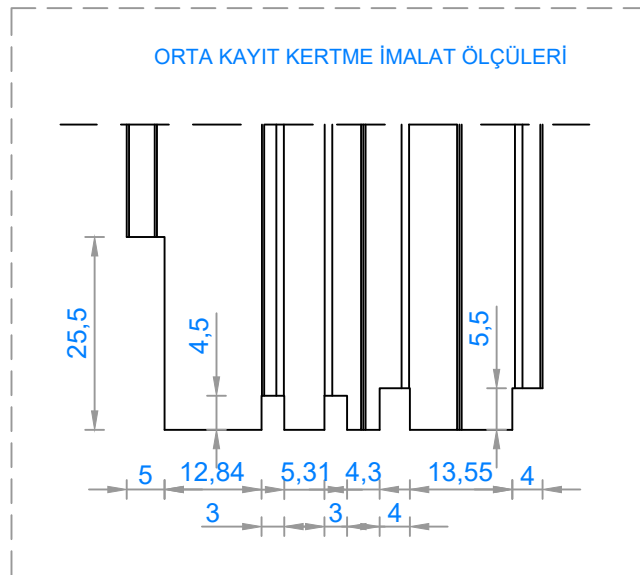 ORTA KAYIT KERTME İMALAT ÖLÇÜLERİ
25,5
4,5
5,5
5 12,84 5,31 4,3 13,55 4
3 3 4